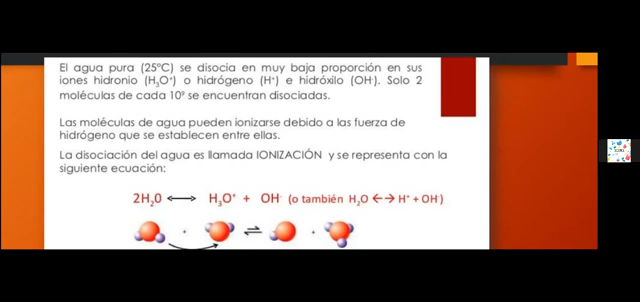 El agua pura (25°C) se disocia en muy baja proporción en sus
iones hidronio (H₃O⁺) o hidrógeno (H⁺) e hidróxilo (OH⁻). Solo 2
moléculas de cada 10⁹ se encuentran disociadas.
Las moléculas de agua pueden ionizarse debido a las fuerza de
hidrógeno que se establecen entre ellas.
La disociación del agua es llamada IONIZACIÓN y se representa con la
siguiente ecuación:
2H₂0 ⟷ H₃O⁺ + OH⁻ (o también H₂O ←→ H⁺ + OH⁻)
+ ⇌ +